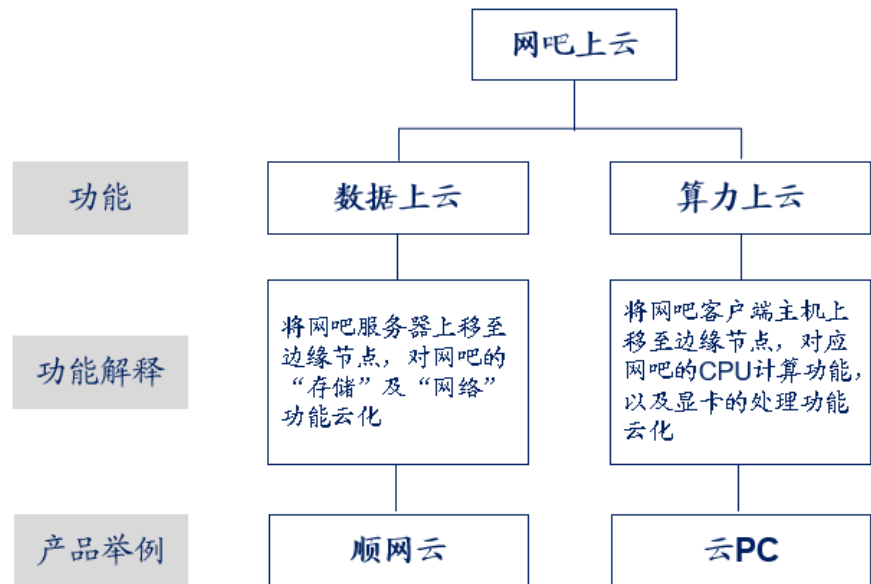 网吧上云
功能
数据上云
算力上云
功能解释
将网吧服务器上移至
边缘节点，对网吧的
“存储”及“网络”
功能云化
将网吧客户端主机上
移至边缘节点，对应
网吧的CPU计算功能，
以及显卡的处理功能
云化
产品举例
顺网云
云PC